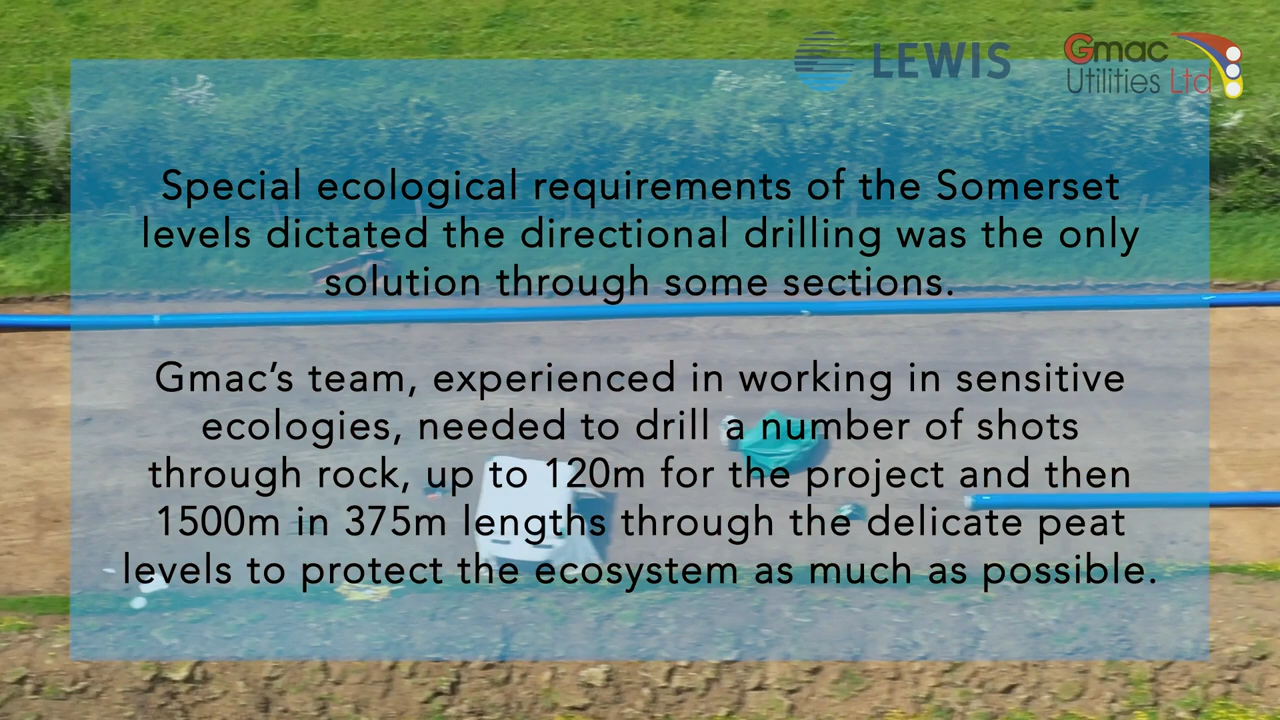 LEWIS
Gmac
Utilities Ltd
Special ecological requirements of the Somerset
levels dictated the directional drilling was the only
solution through some sections.
Gmac’s team, experienced in working in sensitive
ecologies, needed to drill a number of shots
through rock, up to 120m for the project and then
1500m in 375m lengths through the delicate peat
levels to protect the ecosystem as much as possible.